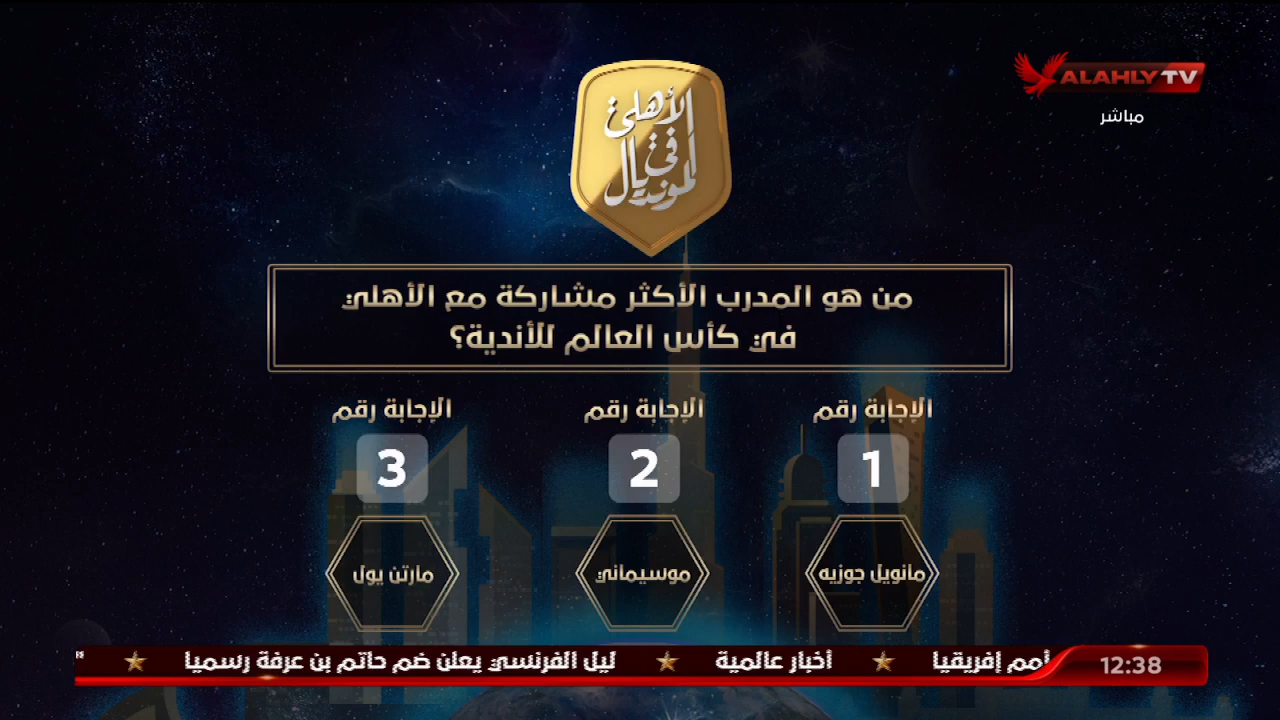 ALAHLY TV
مباشر
الأهلي
في
المونديال
من هو المدرب الأكثر مشاركة مع الأهلي
في كأس العالم للأندية؟
الإجابة رقم
1
مانويل جوزيه
الإجابة رقم
2
موسيماني
الإجابة رقم
3
مارتن يول
أمم إفريقيا ★ أخبار عالمية ★ ليل الفرنسي يعلن ضم حاتم بن عرفة رسميا ★
12:38